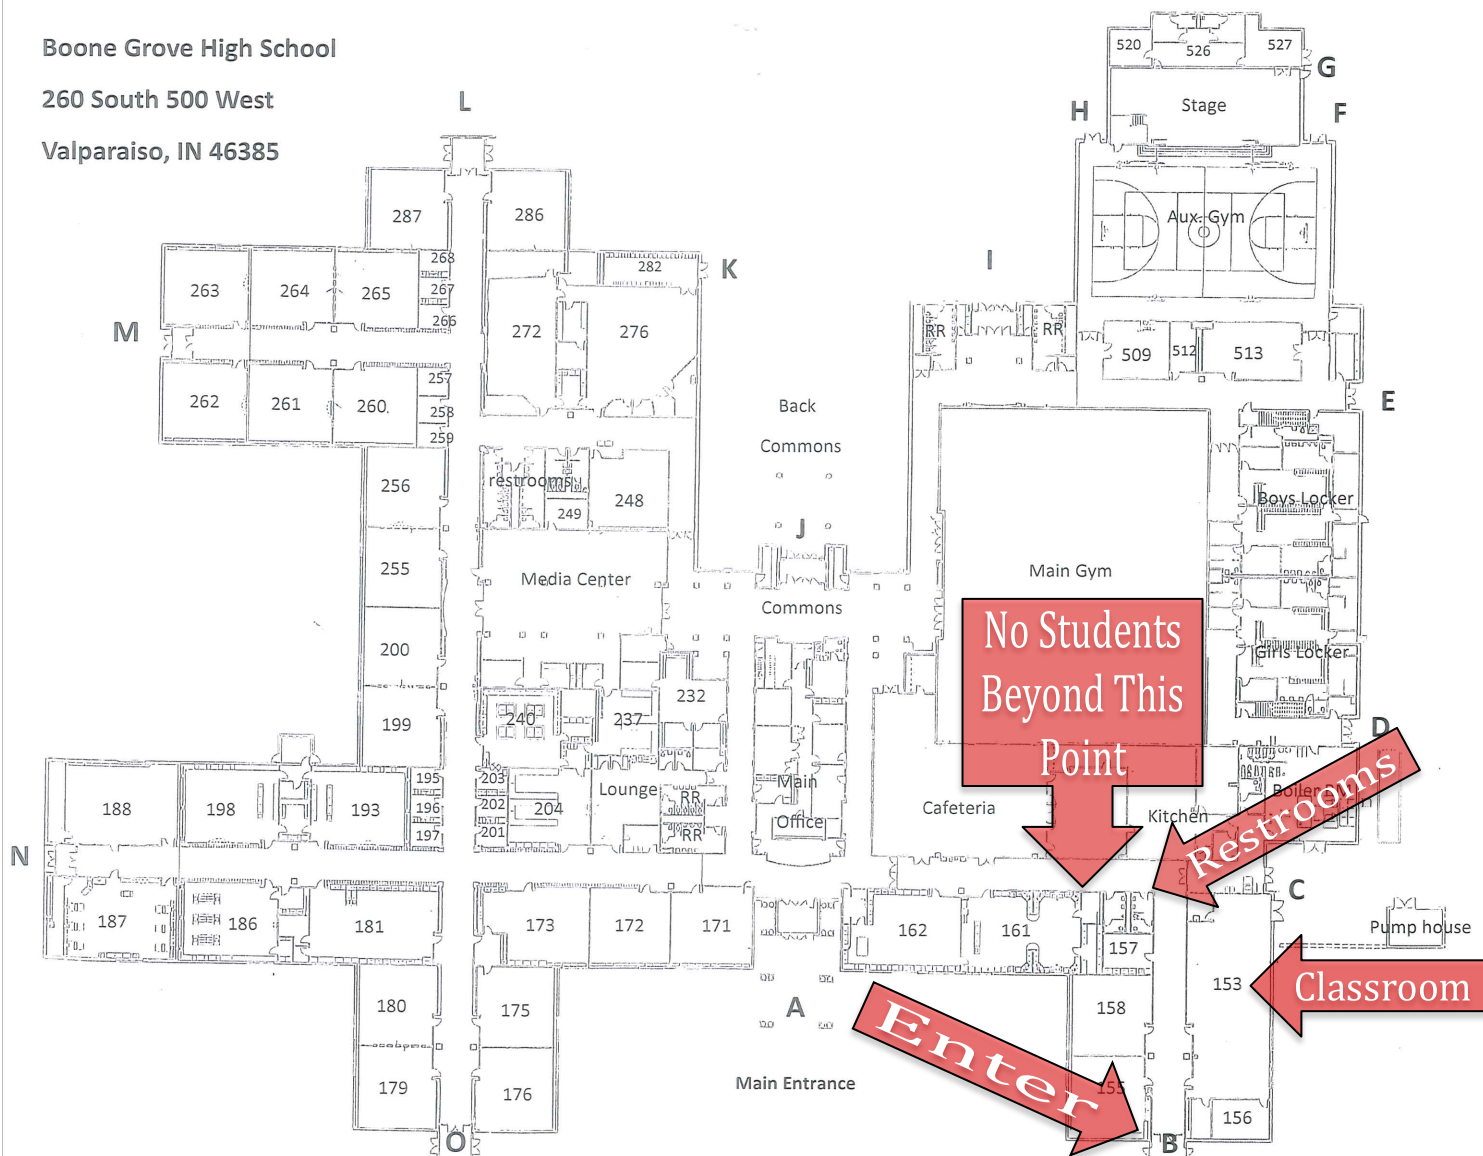 Boone Grove High School
260 South 500 West
Valparaiso, IN 46385
L
520
526
527
G
H
Stage
F
287
286
Aux. Gym
268
282
K
I
263
264
265
267
266
272
276
RR
RR
M
509
512
513
257
262
261
260.
258
259
E
Back
Commons
256
restrooms
249
248
Boys Locker
J
255
Media Center
Main Gym
Commons
No Students
Beyond This
Point
200
Girls Locker
232
199
240
237
D
195
203
188
198
193
196
202
204
Lounge
RR
Main
Office
Cafeteria
Kitchen
Boiler RM
Restrooms
197
201
RR
N
C
187
186
181
173
172
171
162
161
157
Pump house
153
Classroom
180
175
A
158
Enter
179
176
Main Entrance
155
156
O
B